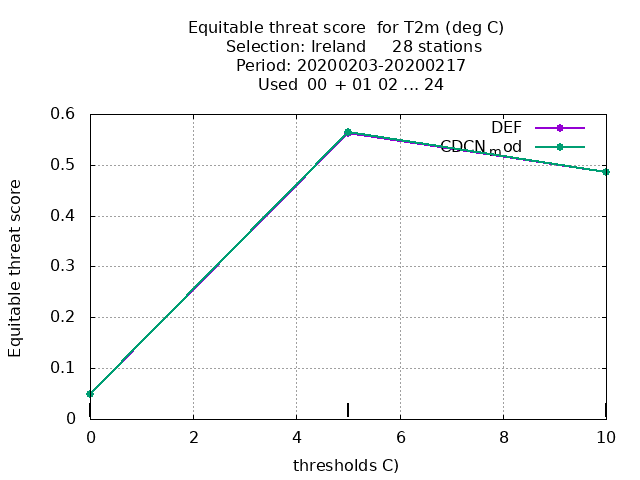 Equitable threat score for T2m (deg C)
Selection: Ireland 28 stations
Period: 20200203-20200217
Used 00 + 01 02 ... 24
Equitable threat score
0.6
0.5
0.4
0.3
0.2
0.1
0
DEF
CDCN_mod
0 2 4 6 8 10
thresholds C)